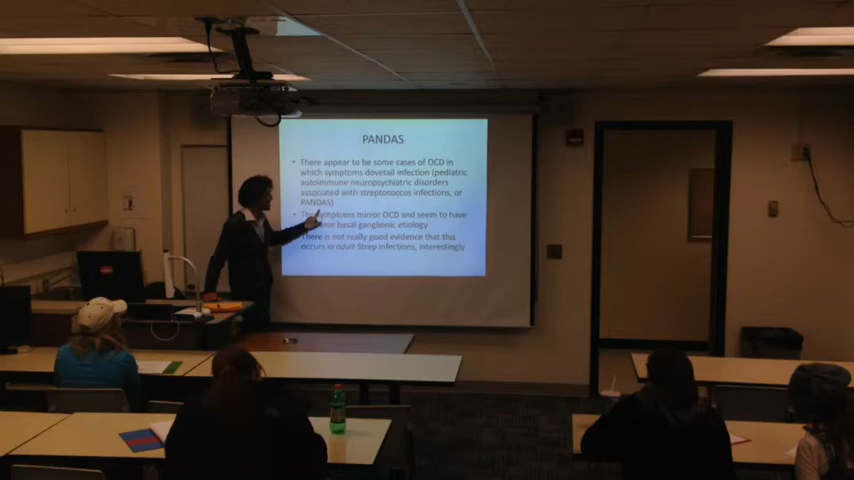 PANDAS
• There appear to be some cases of OCD in
which symptoms dovetail infection (pediatric
autoimmune neuropsychiatric disorders
associated with streptococcus infections, or
PANDAS)
• The symptoms mirror OCD and seem to have
same basal ganglionic etiology
There is not really good evidence that this
occurs in adult Strep infections, interestingly